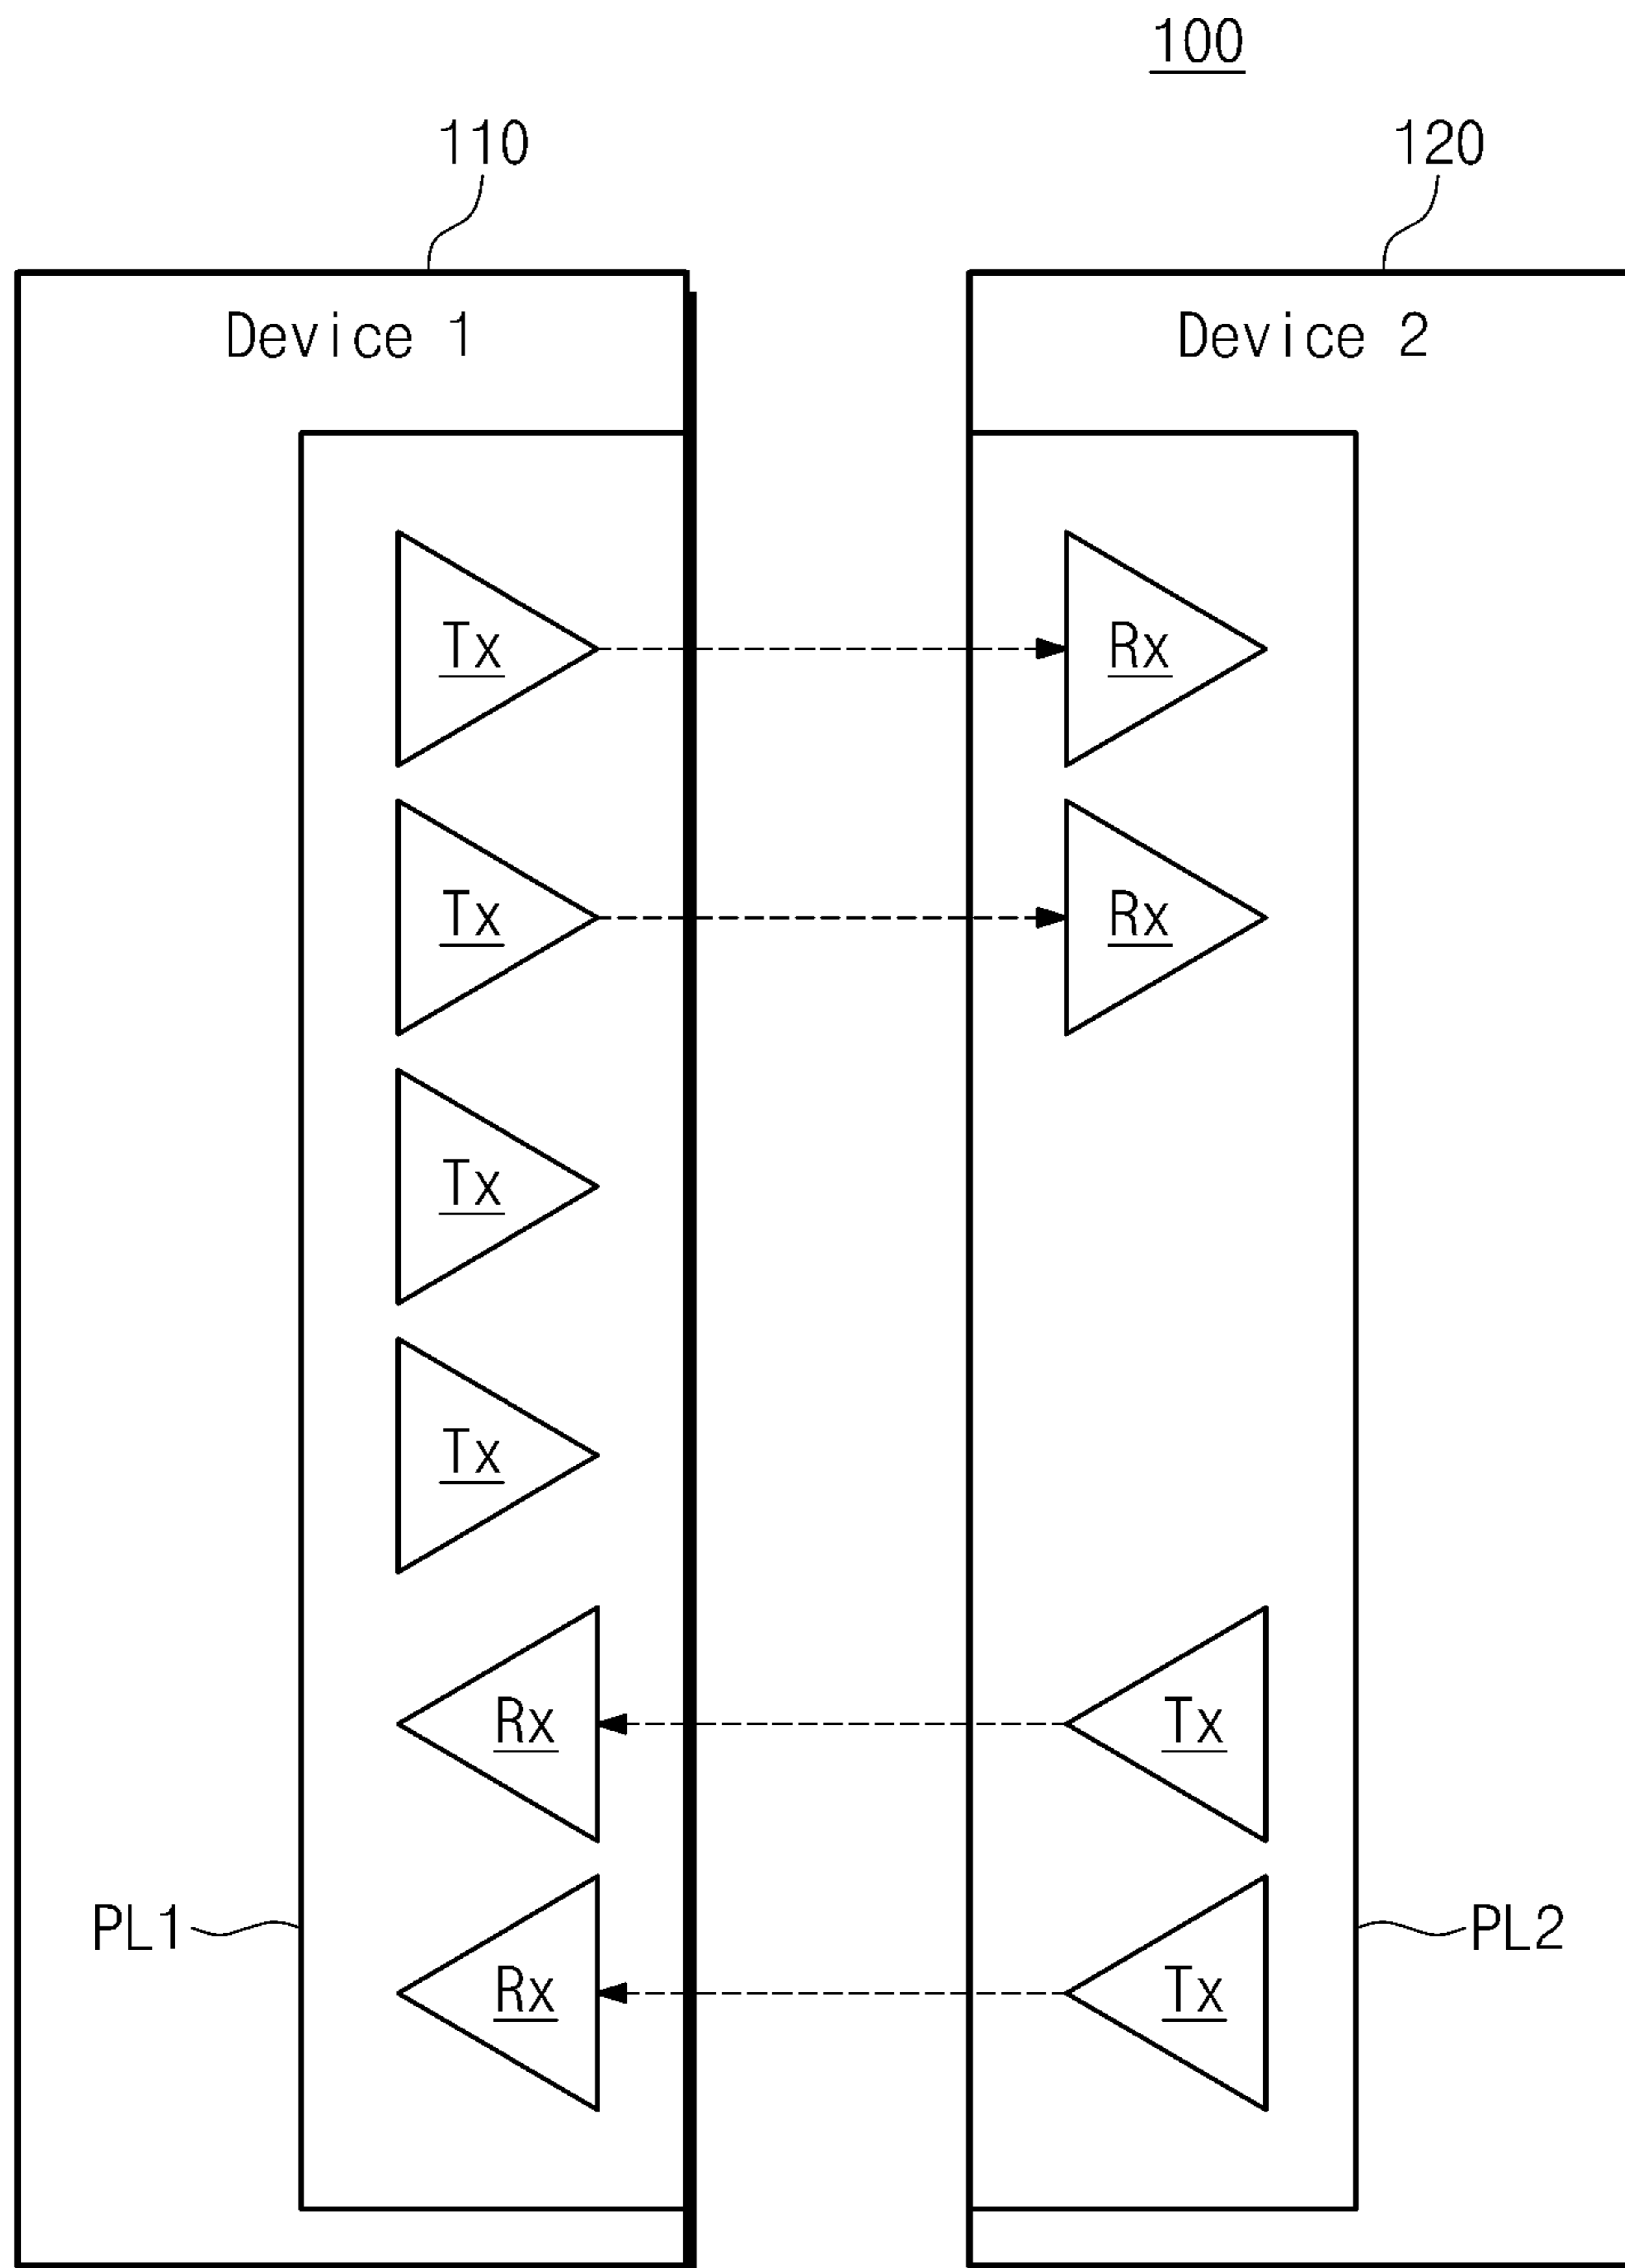 100
110 120
Device 1 Device 2
Tx Rx
Tx Rx
Tx
Tx
Rx Tx
PL1 PL2
Rx Tx